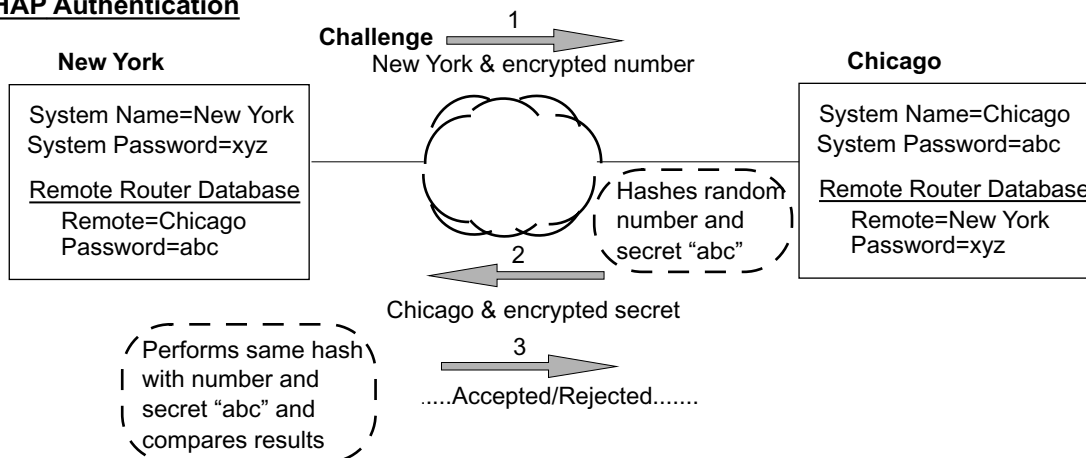 HAP Authentication
1
Challenge
New York & encrypted number
New York
Chicago
System Name=New York
System Password=xyz
Remote Router Database
Remote=Chicago
Password=abc
System Name=Chicago
System Password=abc
Remote Router Database
Remote=New York
Password=xyz
Hashes random
number and
secret “abc”
2
Chicago & encrypted secret
Performs same hash
with number and
secret “abc” and
compares results
3
.....Accepted/Rejected.......